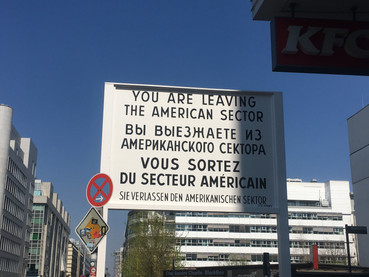 YOU ARE LEAVING
THE AMERICAN SECTOR
ВЫ ВЫЕЗЖАЕТЕ ИЗ
АМЕРИКАНСКОГО СЕКТОРА
VOUS SORTEZ
DU SECTEUR AMÉRICAIN
SIE VERLASSEN DEN AMERIKANISCHEN SEKTOR
KFC